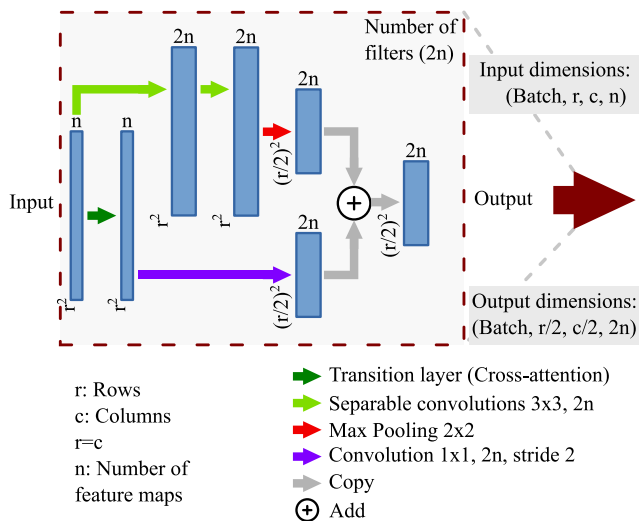 Number of
filters (2n)
Input dimensions:
(Batch, r, c, n)
2n
2n
2n
n
n
(r/2)²
r²
r²
Input
Output
2n
(r/2)²
2n
(r/2)²
r²
r²
Output dimensions:
(Batch, r/2, c/2, 2n)
r: Rows
c: Columns
r=c
n: Number of
feature maps
Transition layer (Cross-attention)
Separable convolutions 3x3, 2n
Max Pooling 2x2
Convolution 1x1, 2n, stride 2
Copy
Add